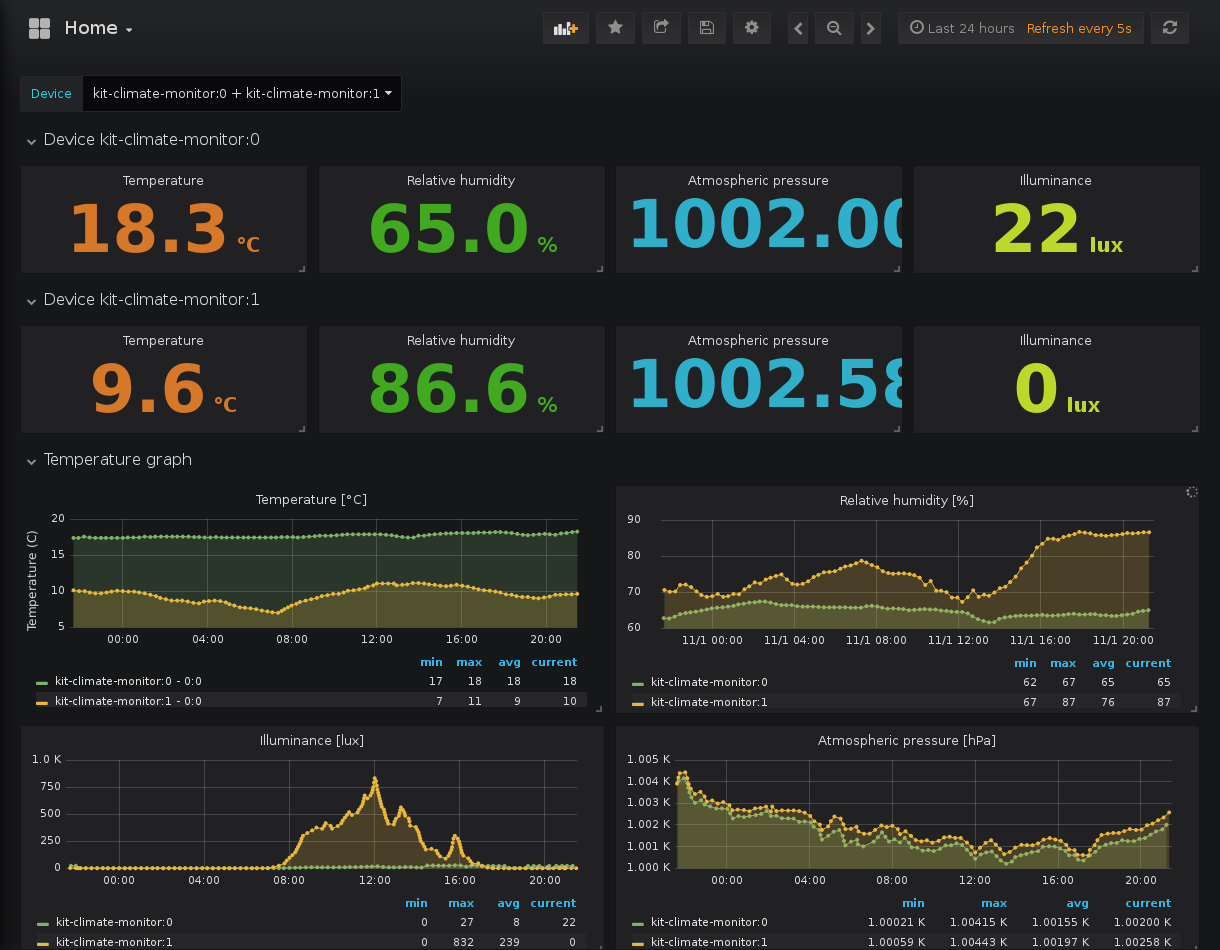 Home
Last 24 hours Refresh every 5s
Device kit-climate-monitor:0 + kit-climate-monitor:1
Device kit-climate-monitor:0
Temperature Relative humidity Atmospheric pressure Illuminance
18.3 °C 65.0 % 1002.00 22 lux
Device kit-climate-monitor:1
Temperature Relative humidity Atmospheric pressure Illuminance
9.6 °C 86.6 % 1002.58 0 lux
Temperature graph
Temperature [°C]
Temperature (C)
20
15
10
5
00:00 04:00 08:00 12:00 16:00 20:00
min max avg current
kit-climate-monitor:0 - 0:0 17 18 18 18
kit-climate-monitor:1 - 0:0 7 11 9 10
Relative humidity [%]
90
80
70
60
11/1 00:00 11/1 04:00 11/1 08:00 11/1 12:00 11/1 16:00 11/1 20:00
min max avg current
kit-climate-monitor:0 62 67 65 65
kit-climate-monitor:1 67 87 76 87
Illuminance [lux]
1.0 K
750
500
250
0
00:00 04:00 08:00 12:00 16:00 20:00
min max avg current
kit-climate-monitor:0 0 27 8 22
kit-climate-monitor:1 0 832 239 0
Atmospheric pressure [hPa]
1.005 K
1.004 K
1.003 K
1.002 K
1.001 K
1.000 K
00:00 04:00 08:00 12:00 16:00 20:00
min max avg current
kit-climate-monitor:0 1.00021 K 1.00415 K 1.00155 K 1.00200 K
kit-climate-monitor:1 1.00059 K 1.00443 K 1.00197 K 1.00258 K